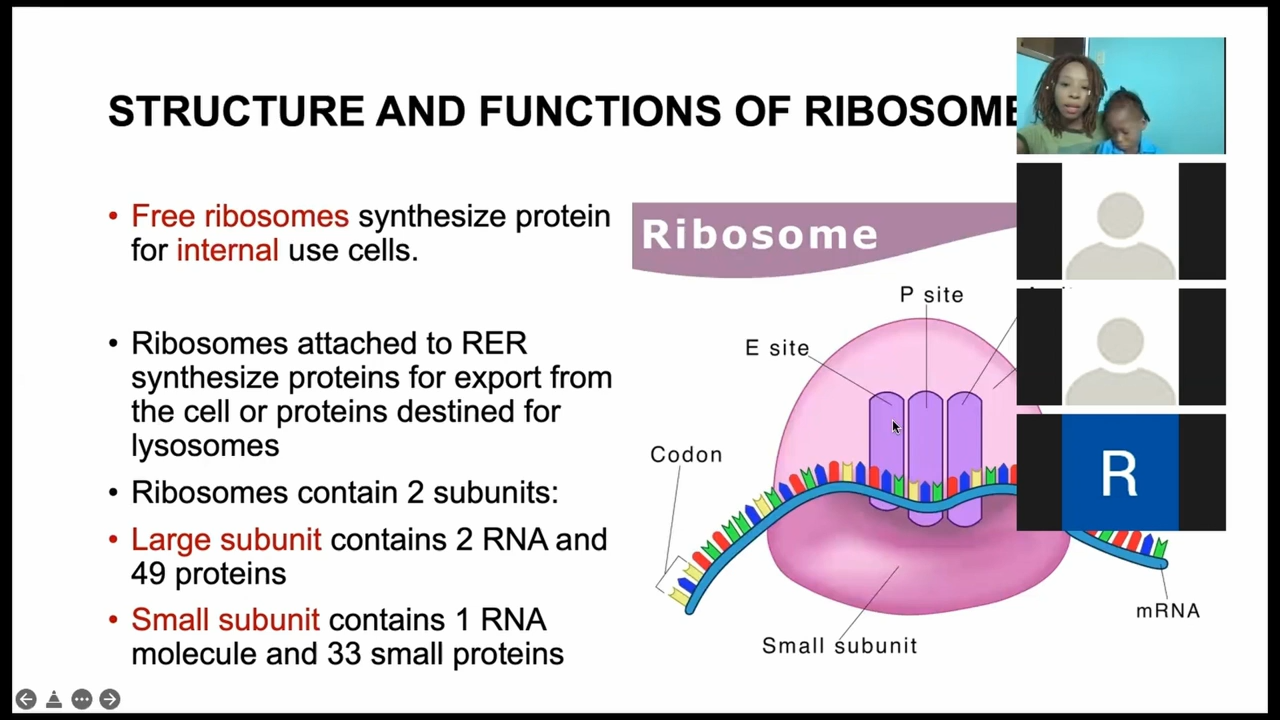 STRUCTURE AND FUNCTIONS OF RIBOSOME
• Free ribosomes synthesize protein
for internal use cells.
• Ribosomes attached to RER
synthesize proteins for export from
the cell or proteins destined for
lysosomes
• Ribosomes contain 2 subunits:
• Large subunit contains 2 RNA and
49 proteins
• Small subunit contains 1 RNA
molecule and 33 small proteins
Ribosome
P site
E site
Codon
Small subunit
mRNA
R